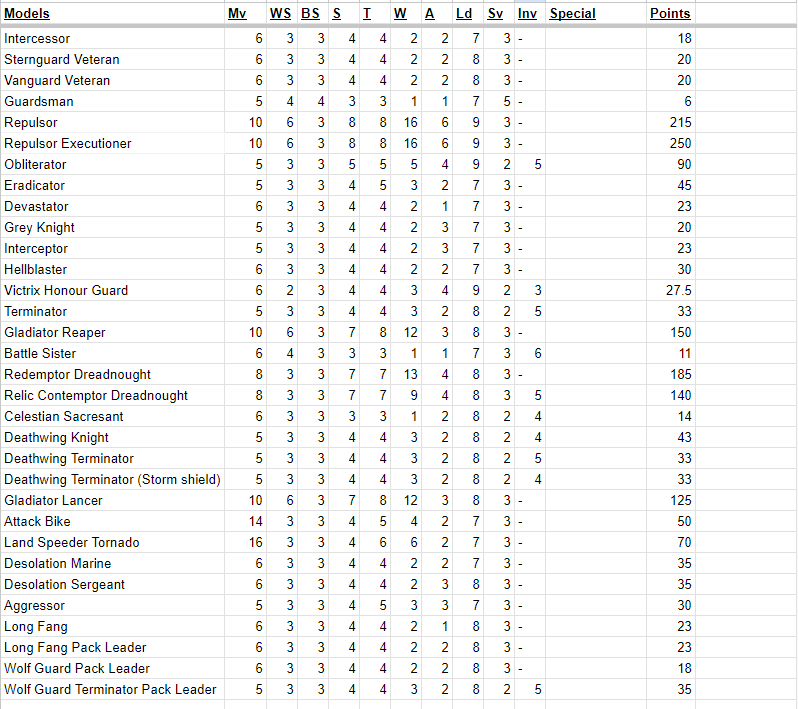 Models Mv WS BS S T W A Ld Sv Inv Special Points
Intercessor 6 3 3 4 4 2 2 7 3 - 18
Sternguard Veteran 6 3 3 4 4 2 2 8 3 - 20
Vanguard Veteran 6 3 3 4 4 2 2 8 3 - 20
Guardsman 5 4 4 3 3 1 1 7 5 - 6
Repulsor 10 6 3 8 8 16 6 9 3 - 215
Repulsor Executioner 10 6 3 8 8 16 6 9 3 - 250
Obliterator 5 3 3 5 5 5 4 9 2 5 90
Eradicator 5 3 3 4 5 3 2 7 3 - 45
Devastator 6 3 3 4 4 2 1 7 3 - 23
Grey Knight 5 3 3 4 4 2 3 7 3 - 20
Interceptor 5 3 3 4 4 2 3 7 3 - 23
Hellblaster 6 3 3 4 4 2 2 7 3 - 30
Victrix Honour Guard 6 2 3 4 4 3 4 9 2 3 27.5
Terminator 5 3 3 4 4 3 2 8 2 5 33
Gladiator Reaper 10 6 3 7 8 12 3 8 3 - 150
Battle Sister 6 4 3 3 3 1 1 7 3 6 11
Redemptor Dreadnought 8 3 3 7 7 13 4 8 3 - 185
Relic Contemptor Dreadnought 8 3 3 7 7 9 4 8 3 5 140
Celestian Sacresant 6 3 3 3 3 1 2 8 2 4 14
Deathwing Knight 5 3 3 4 4 3 2 8 2 4 43
Deathwing Terminator 5 3 3 4 4 3 2 8 2 5 33
Deathwing Terminator (Storm shield) 5 3 3 4 4 3 2 8 2 4 33
Gladiator Lancer 10 6 3 7 8 12 3 8 3 - 125
Attack Bike 14 3 3 4 5 4 2 7 3 - 50
Land Speeder Tornado 16 3 3 4 6 6 2 7 3 - 70
Desolation Marine 6 3 3 4 4 2 2 7 3 - 35
Desolation Sergeant 6 3 3 4 4 2 3 8 3 - 35
Aggressor 5 3 3 4 5 3 3 7 3 - 30
Long Fang 6 3 3 4 4 2 1 8 3 - 23
Long Fang Pack Leader 6 3 3 4 4 2 2 8 3 - 23
Wolf Guard Pack Leader 6 3 3 4 4 2 2 8 3 - 18
Wolf Guard Terminator Pack Leader 5 3 3 4 4 3 2 8 2 5 35